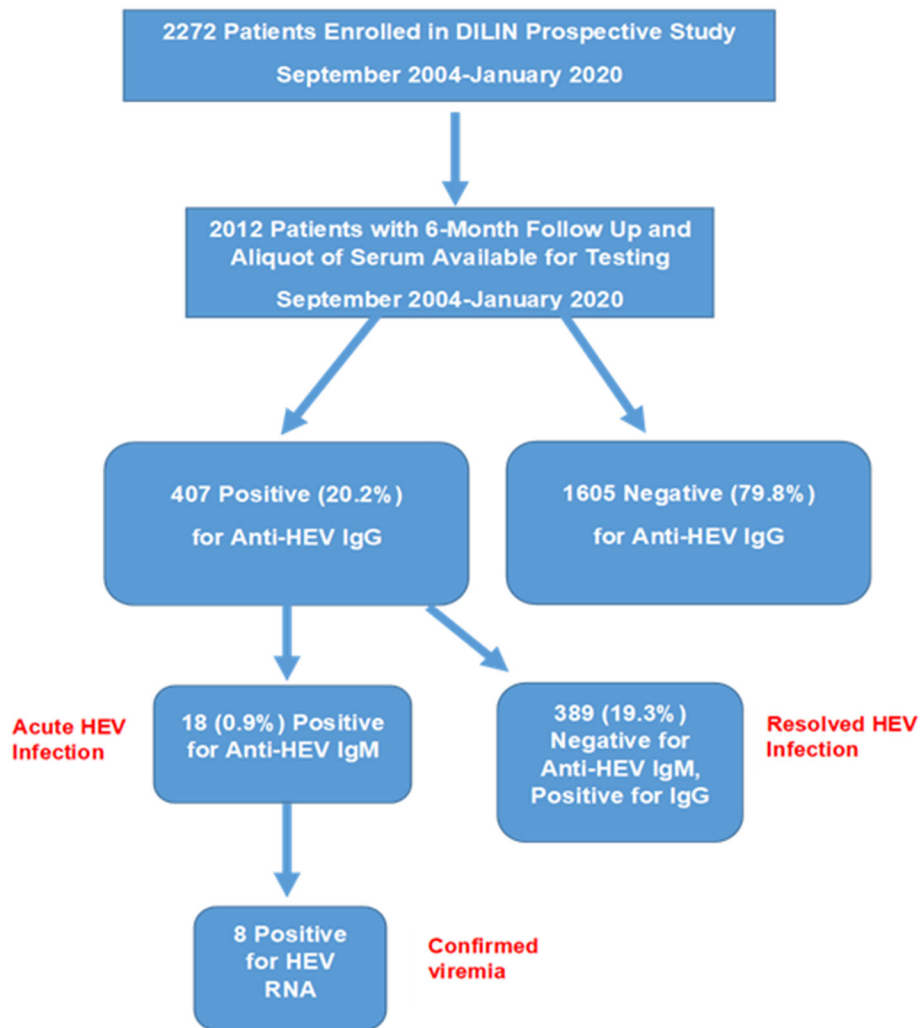 2272 Patients Enrolled in DILIN Prospective Study
September 2004-January 2020
2012 Patients with 6-Month Follow Up and
Aliquot of Serum Available for Testing
September 2004-January 2020
407 Positive (20.2%)
for Anti-HEV IgG
1605 Negative (79.8%)
for Anti-HEV IgG
Acute HEV
Infection
18 (0.9%) Positive
for Anti-HEV IgM
389 (19.3%)
Negative for
Anti-HEV IgM,
Positive for IgG
Resolved HEV
Infection
8 Positive
for HEV
RNA
Confirmed
viremia